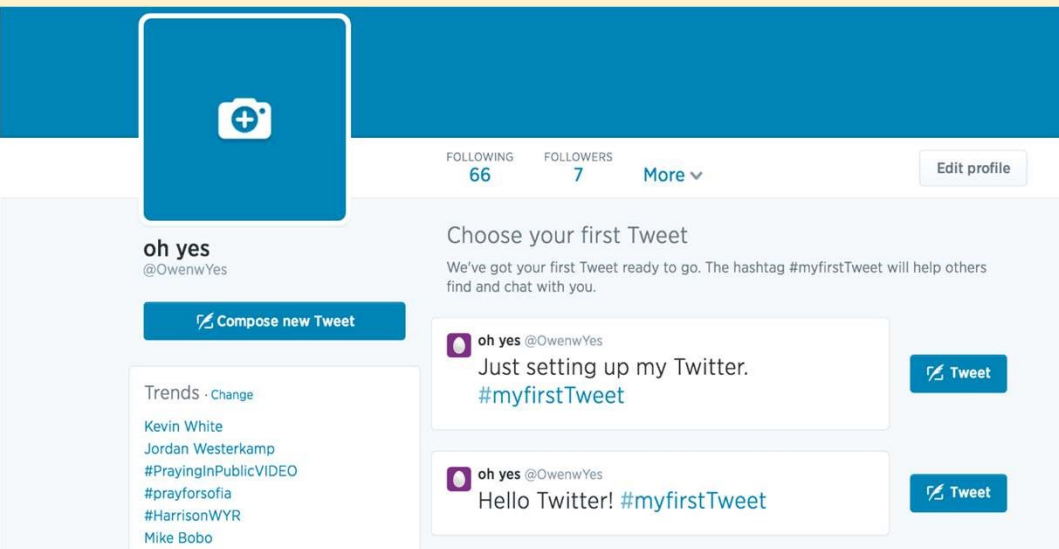 FOLLOWING FOLLOWERS
66 7 More
Edit profile
oh yes
@OwenwYes
Compose new Tweet
Trends · Change
Kevin White
Jordan Westerkamp
#PrayingInPublicVIDEO
#prayforsofia
#HarrisonWYR
Mike Bobo
Choose your first Tweet
We've got your first Tweet ready to go. The hashtag #myfirstTweet will help others
find and chat with you.
oh yes @OwenwYes
Just setting up my Twitter.
#myfirstTweet
Tweet
oh yes @OwenwYes
Hello Twitter! #myfirstTweet
Tweet